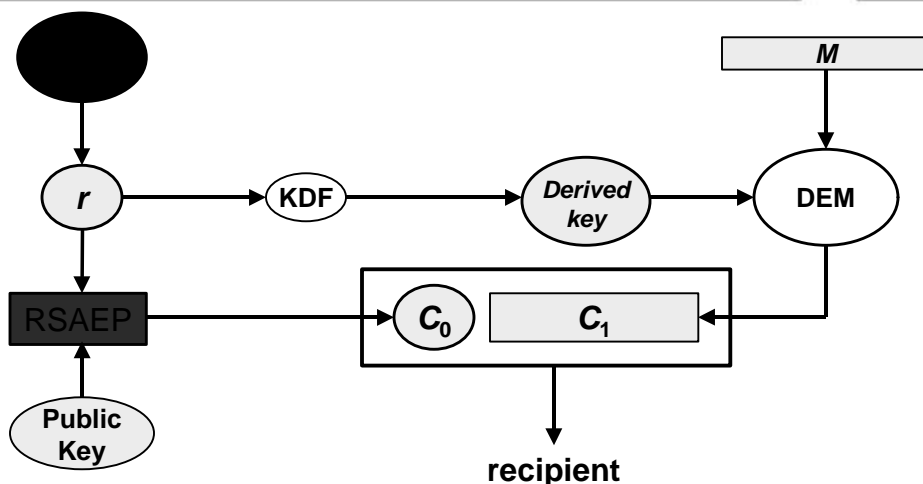 M
r
KDF
Derived
key
DEM
RSAEP
C0
C1
Public
Key
recipient